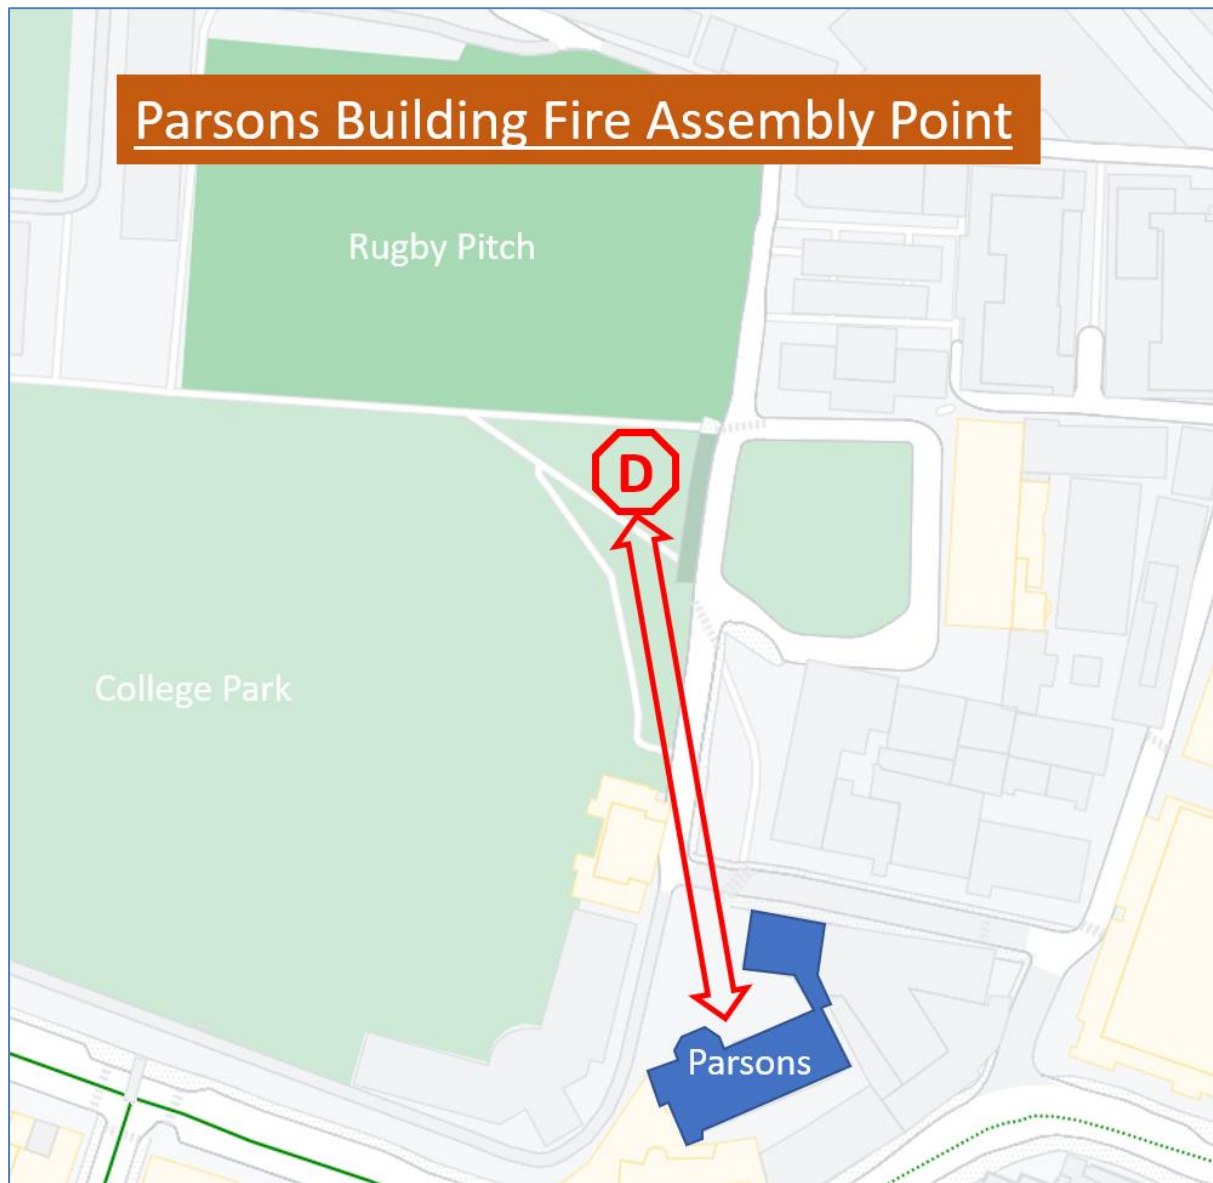 Parsons Building Fire Assembly Point
Rugby Pitch
D
College Park
Parsons